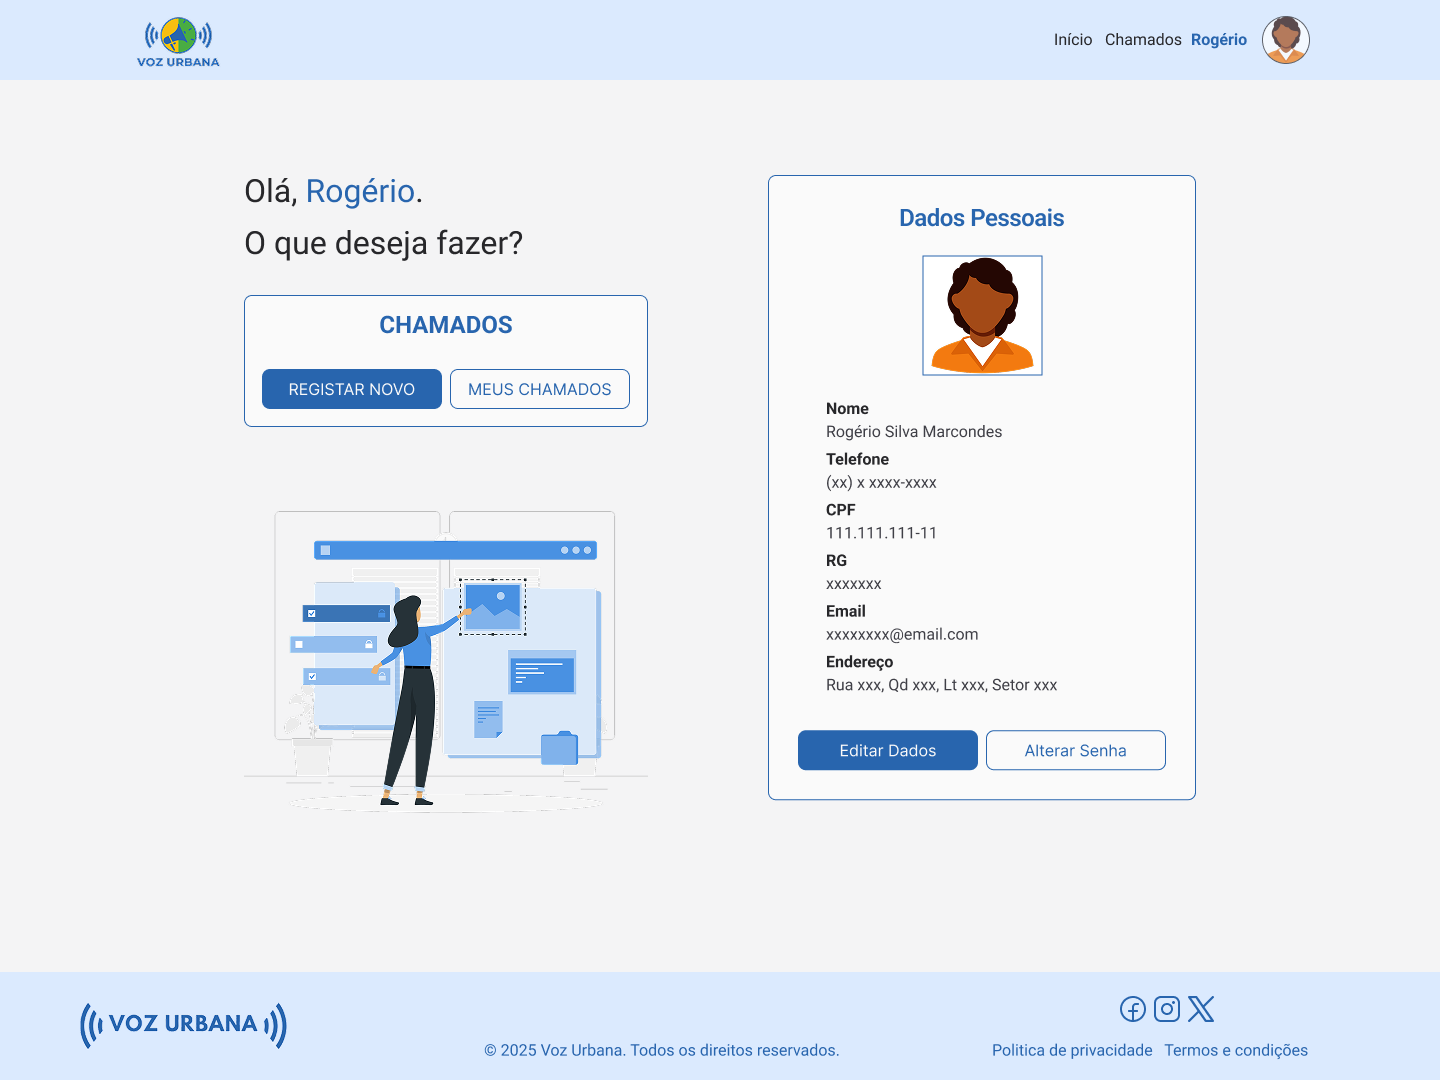 VOZ URBANA
Início Chamados Rogério
Olá, Rogério.
O que deseja fazer?
CHAMADOS
REGISTAR NOVO MEUS CHAMADOS
Dados Pessoais
Nome
Rogério Silva Marcondes
Telefone
(xx) x xxxx-xxxx
CPF
111.111.111-11
RG
xxxxxxx
Email
xxxxxxxx@email.com
Endereço
Rua xxx, Qd xxx, Lt xxx, Setor xxx
Editar Dados Alterar Senha
VOZ URBANA
© 2025 Voz Urbana. Todos os direitos reservados.
Politica de privacidade Termos e condições